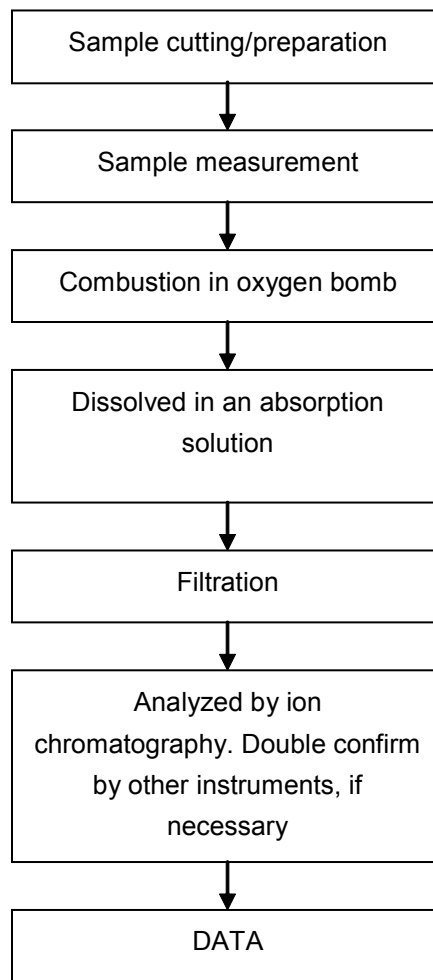 Sample cutting/preparation
Sample measurement
Combustion in oxygen bomb
Dissolved in an absorption
solution
Filtration
Analyzed by ion
chromatography. Double confirm
by other instruments, if
necessary
DATA